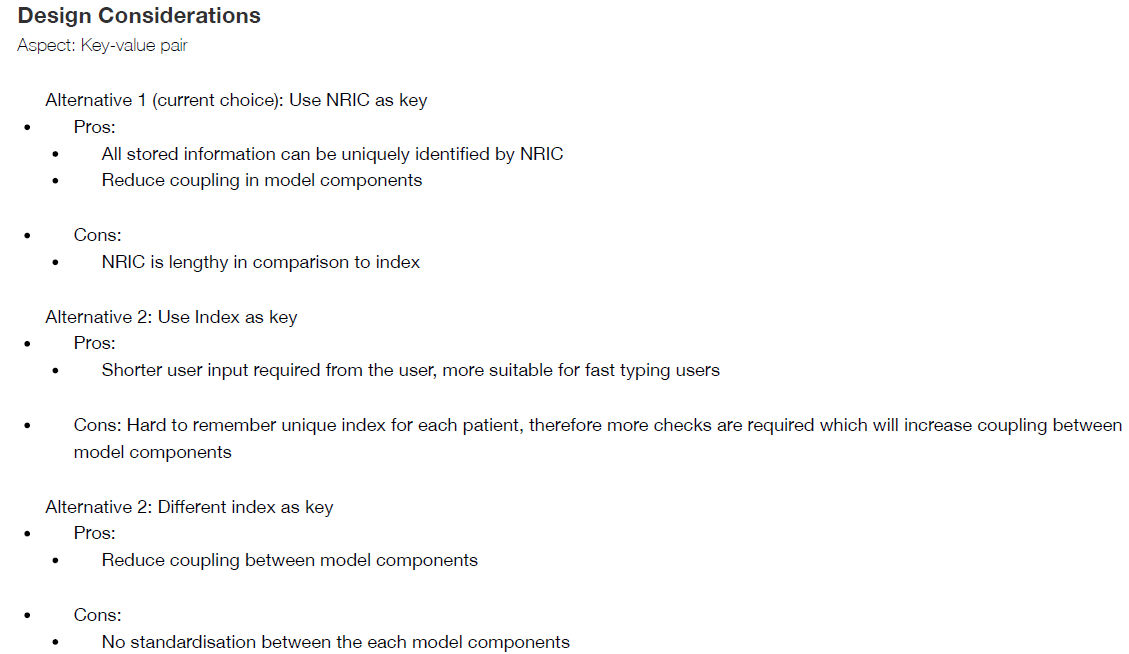 Design Considerations
Aspect: Key-value pair
Alternative 1 (current choice): Use NRIC as key
• Pros:
• All stored information can be uniquely identified by NRIC
• Reduce coupling in model components
• Cons:
• NRIC is lengthy in comparison to index
Alternative 2: Use Index as key
• Pros:
• Shorter user input required from the user, more suitable for fast typing users
• Cons: Hard to remember unique index for each patient, therefore more checks are required which will increase coupling between
model components
Alternative 2: Different index as key
• Pros:
• Reduce coupling between model components
• Cons:
• No standardisation between the each model components